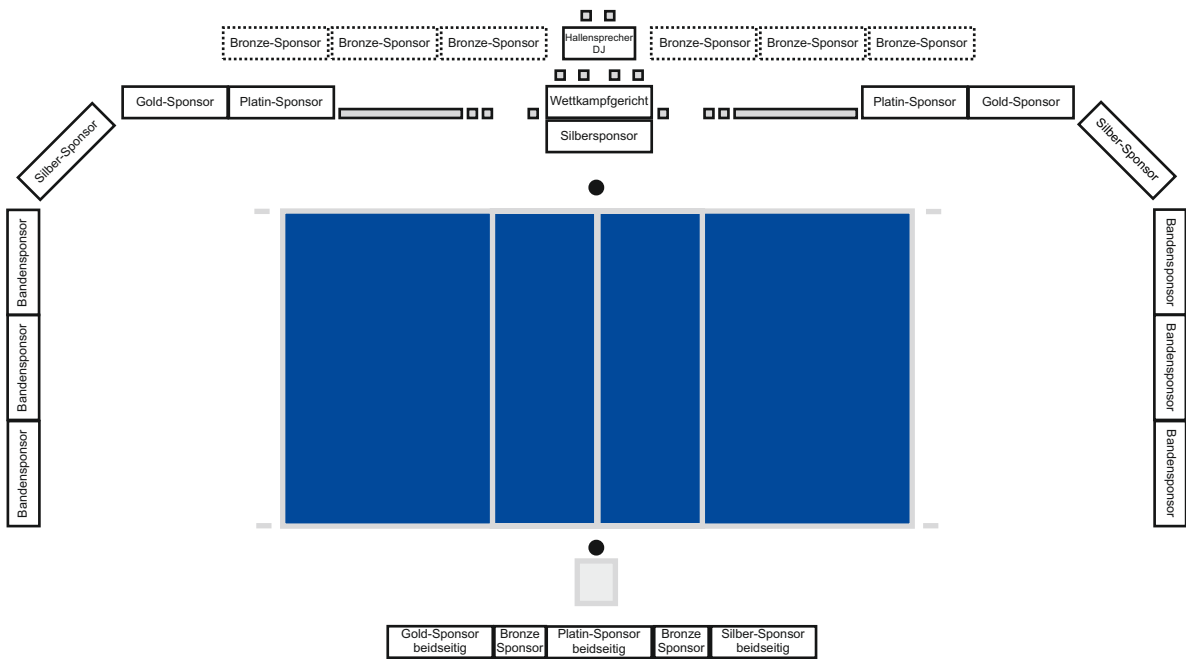 Bronze-Sponsor
Bronze-Sponsor
Bronze-Sponsor
Hallensprecher
DJ
Bronze-Sponsor
Bronze-Sponsor
Bronze-Sponsor
Gold-Sponsor
Platin-Sponsor
Wettkampfgericht
Silbersponsor
Platin-Sponsor
Gold-Sponsor
Silber-Sponsor
Silber-Sponsor
Bandensponsor
Bandensponsor
Bandensponsor
Bandensponsor
Bandensponsor
Bandensponsor
Gold-Sponsor
beidseitig
Bronze
Sponsor
Platin-Sponsor
beidseitig
Bronze
Sponsor
Silber-Sponsor
beidseitig